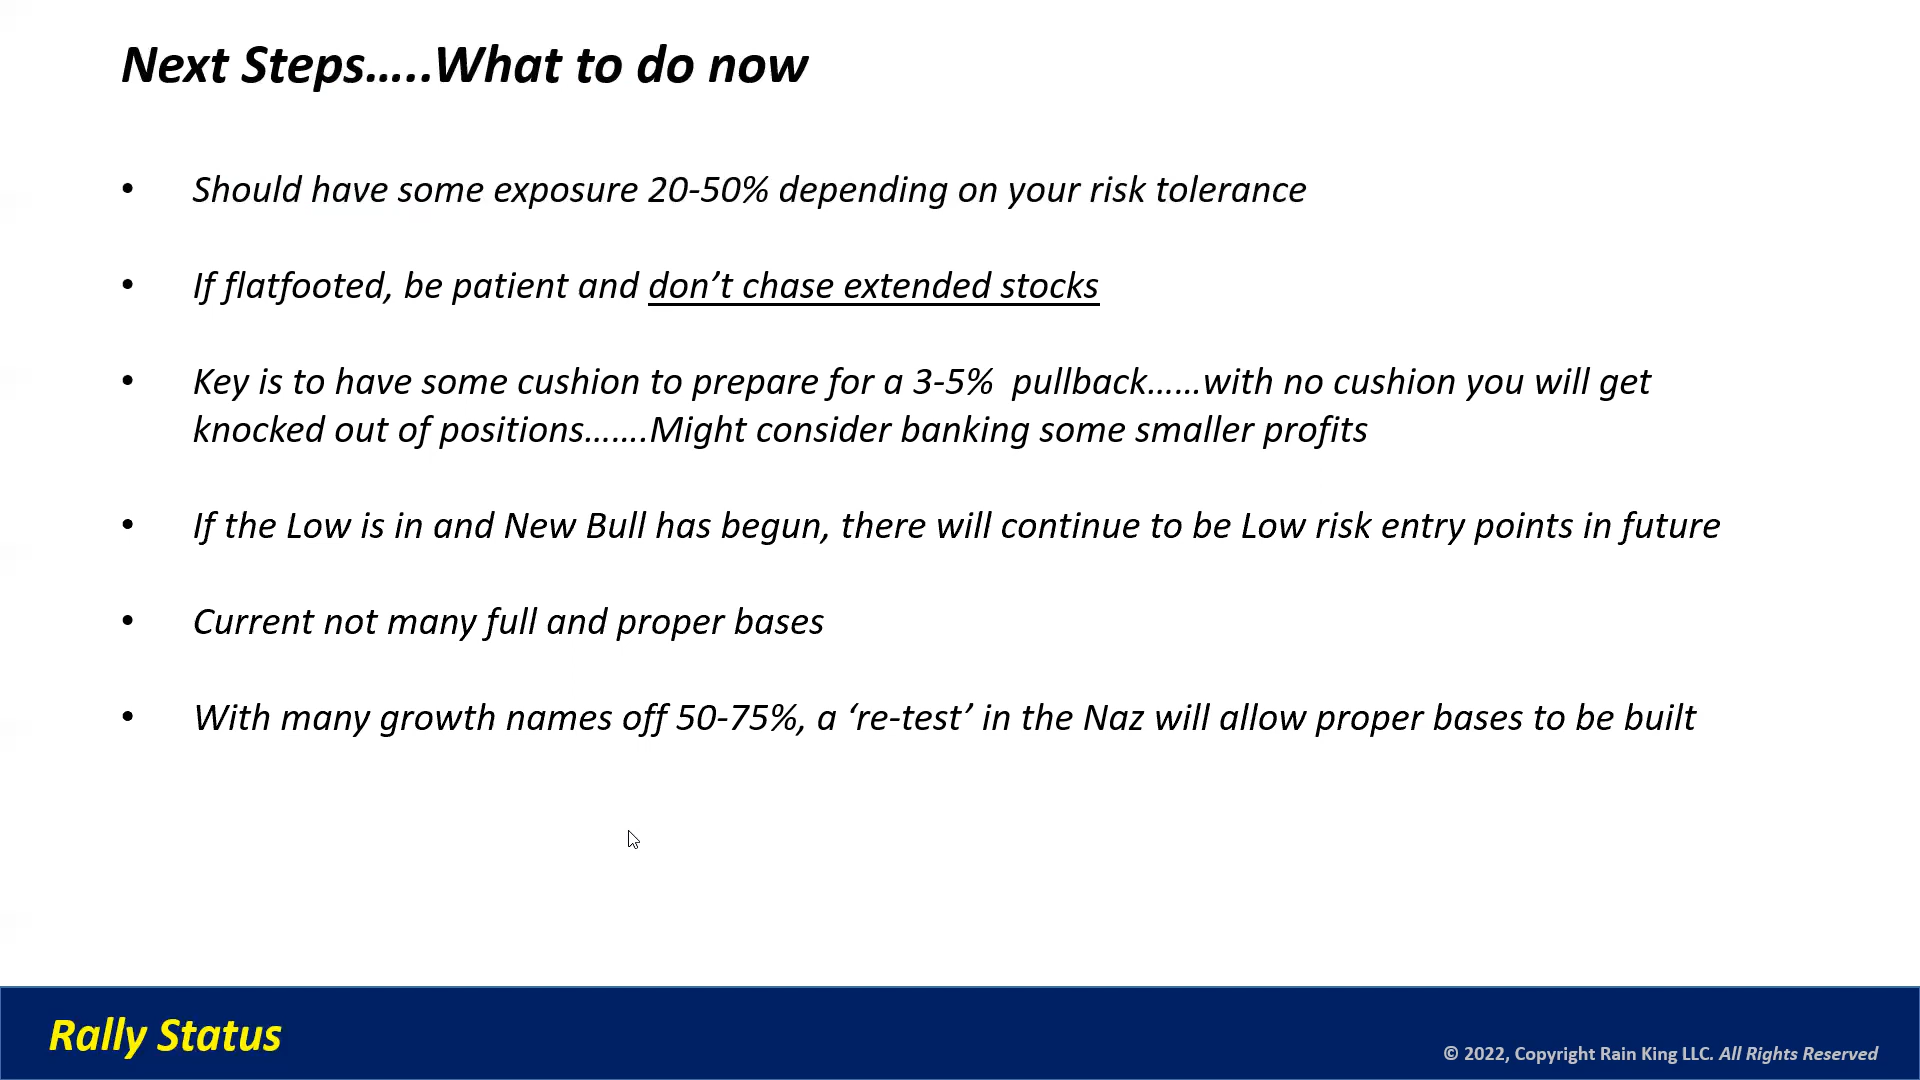 Next Steps…..What to do now
• Should have some exposure 20-50% depending on your risk tolerance
• If flatfooted, be patient and don’t chase extended stocks
• Key is to have some cushion to prepare for a 3-5%  pullback……with no cushion you will get
knocked out of positions…….Might consider banking some smaller profits
• If the Low is in and New Bull has begun, there will continue to be Low risk entry points in future
• Current not many full and proper bases
• With many growth names off 50-75%, a ‘re-test’ in the Naz will allow proper bases to be built
Rally Status
© 2022, Copyright Rain King LLC. All Rights Reserved